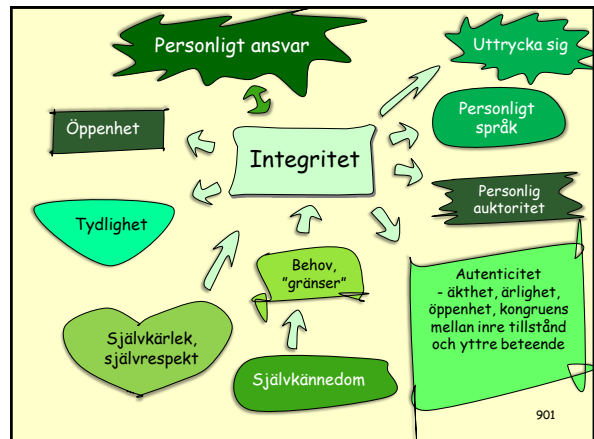 Personligt ansvar
Uttrycka sig
Öppenhet
Personligt
språk
Integritet
Personlig
auktoritet
Tydlighet
Behov,
"gränser"
Autenticitet
- äkthet, ärlighet,
öppenhet, kongruens
mellan inre tillstånd
och yttre beteende
Självkärlek,
självrespekt
Självkännedom
901